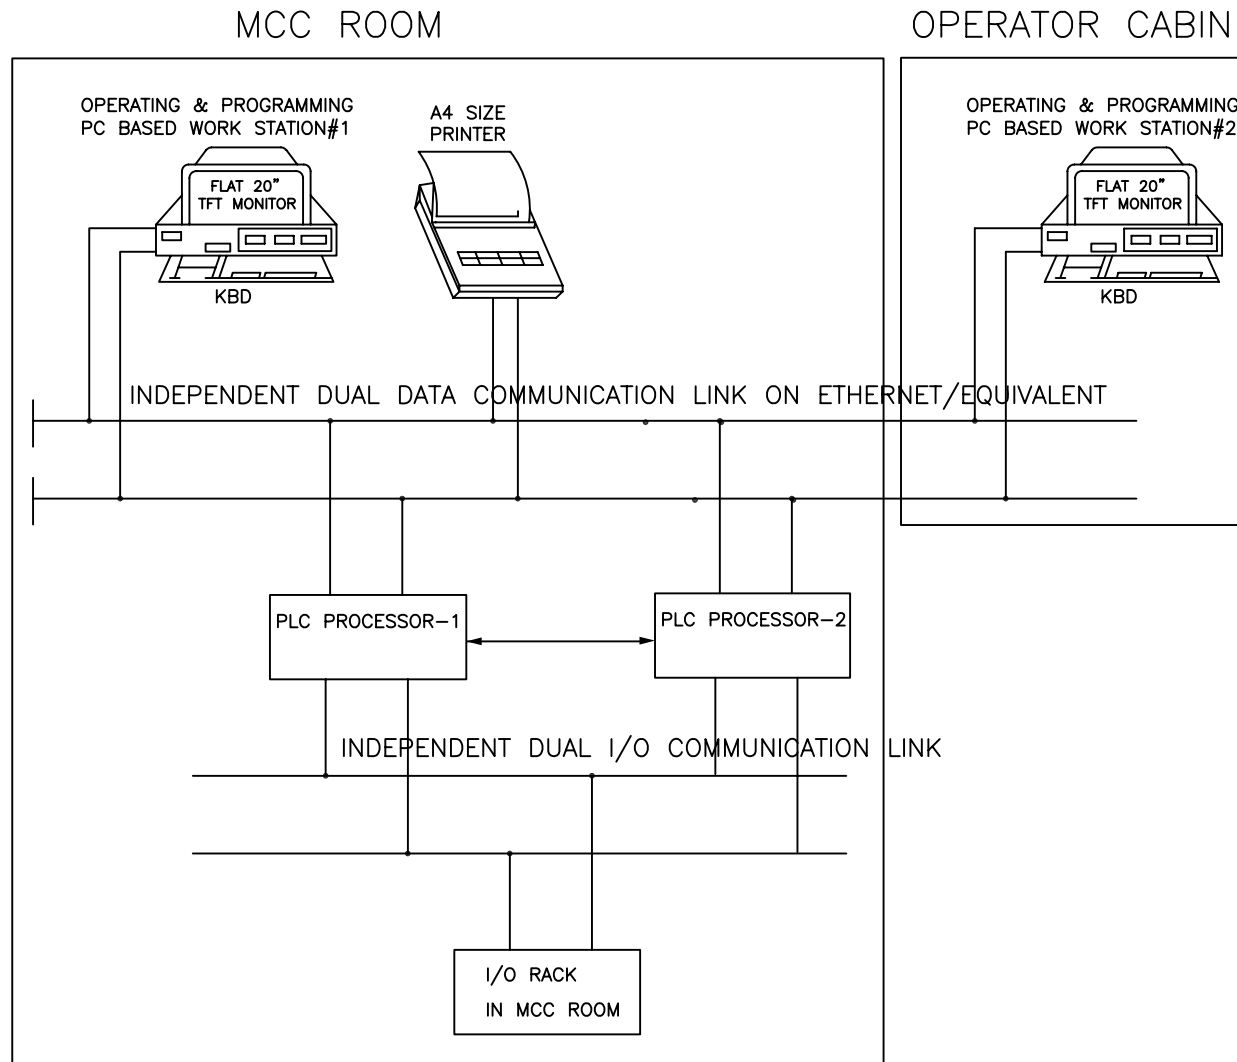 MCC ROOM
OPERATOR CABIN
OPERATING & PROGRAMMING
PC BASED WORK STATION#1
FLAT 20"
TFT MONITOR
KBD
A4 SIZE
PRINTER
OPERATING & PROGRAMMING
PC BASED WORK STATION#2
FLAT 20"
TFT MONITOR
KBD
INDEPENDENT DUAL DATA COMMUNICATION LINK ON ETHERNET/EQUIVALENT
PLC PROCESSOR-1
PLC PROCESSOR-2
INDEPENDENT DUAL I/O COMMUNICATION LINK
I/O RACK
IN MCC ROOM